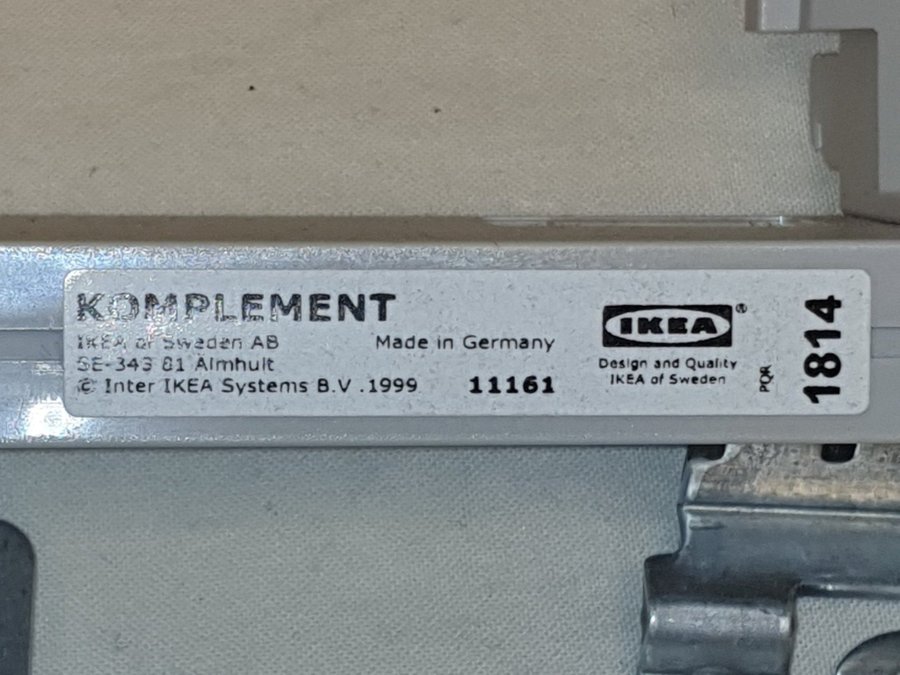 KOMPLEMENT
IKEA of Sweden AB
SE-343 81 Älmhult
© Inter IKEA Systems B.V .1999
Made in Germany
11161
IKEA®
Design and Quality
IKEA of Sweden
PQR
1814